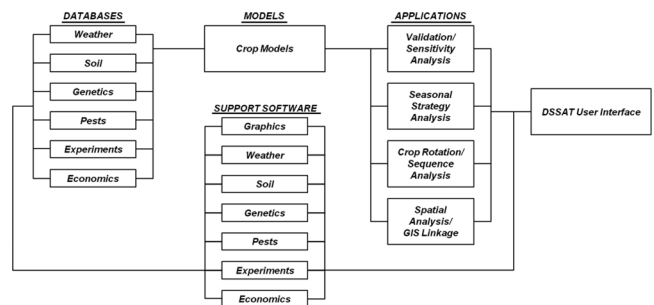 DATABASES
Weather
Soil
Genetics
Pests
Experiments
Economics
MODELS
Crop Models
SUPPORT SOFTWARE
Graphics
Weather
Soil
Genetics
Pests
Experiments
Economics
APPLICATIONS
Validation/
Sensitivity
Analysis
Seasonal
Strategy
Analysis
Crop Rotation/
Sequence
Analysis
Spatial
Analysis/
GIS Linkage
DSSAT User Interface